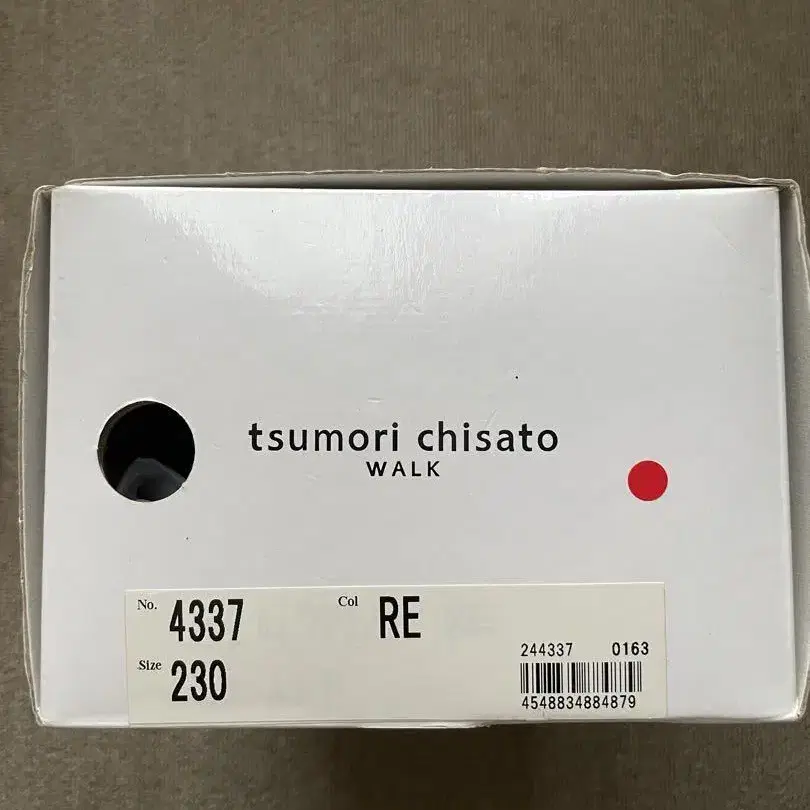 tsumori chisato
WALK
No. 4337 Col RE
Size 230
244337 0163
4548834884879